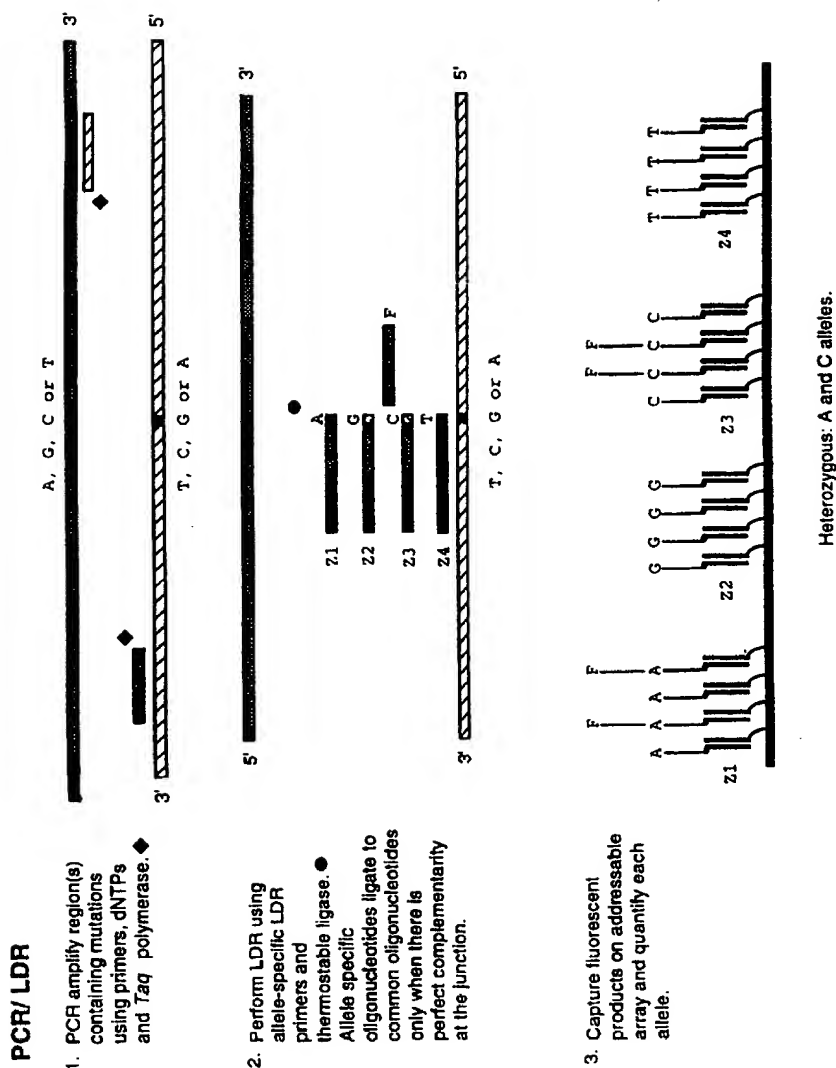 PCR/ LDR
1. PCR amplify region(s)
containing mutations
using primers, dNTPs
and Taq polymerase.
A, G, C or T
3'
3'
5'
T, C, G or A
2. Perform LDR using
allele-specific LDR
primers and
thermostable ligase.
Allele specific
oligonucleotides ligate to
common oligonucleotides
only when there is
perfect complementarity
at the junction.
5'
3'
Z1 A
Z2 G
F
Z3 C
Z4 T
3'
5'
T, C, G or A
3. Capture fluorescent
products on addressable
array and quantify each
allele.
F F F F
A A A A G G G G C C C C T T T T
Z1 Z2 Z3 Z4
Heterozygous: A and C alleles.